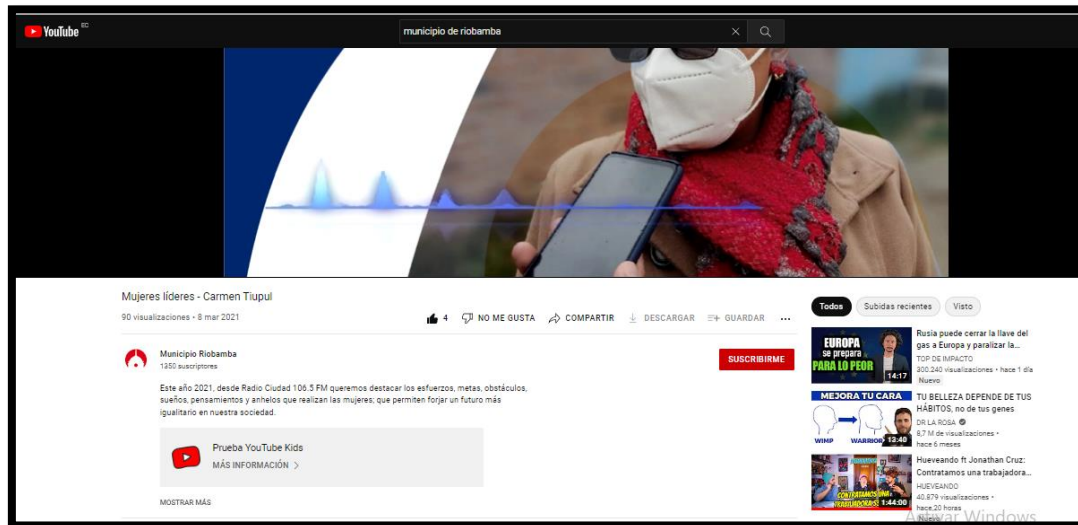 YouTube EC
municipio de riobamba
Mujeres líderes - Carmen Tiupul
90 visualizaciones • 8 mar 2021
4 NO ME GUSTA COMPARTIR DESCARGAR GUARDAR ...
Municipio Riobamba
1350 suscriptores
SUSCRIBIRME
Este año 2021, desde Radio Ciudad 106.5 FM queremos destacar los esfuerzos, metas, obstáculos,
sueños, pensamientos y anhelos que realizan las mujeres; que permiten forjar un futuro más
igualitario en nuestra sociedad.
Prueba YouTube Kids
MÁS INFORMACIÓN
MOSTRAR MÁS
Todos Subidas recientes Visto
EUROPA
se prepara
PARA LO PEOR
14:17
Rusia puede cerrar la llave del
gas a Europa y paralizar la...
TOP DE IMPACTO
300.240 visualizaciones • hace 1 día
Nuevo
MEJORA TU CARA
WIMP WARRIOR
13:40
TU BELLEZA DEPENDE DE TUS
HÁBITOS, no de tus genes
DR LA ROSA
8,7 M de visualizaciones •
hace 6 meses
CONTRATAMOS UNA
TRABAJADORA S
1:44:00
Hueveando ft Jonathan Cruz:
Contratamos una trabajadora...
HUEVEANDO
40.879 visualizaciones •
hace 20 horas
Nuevo
Activar Windows